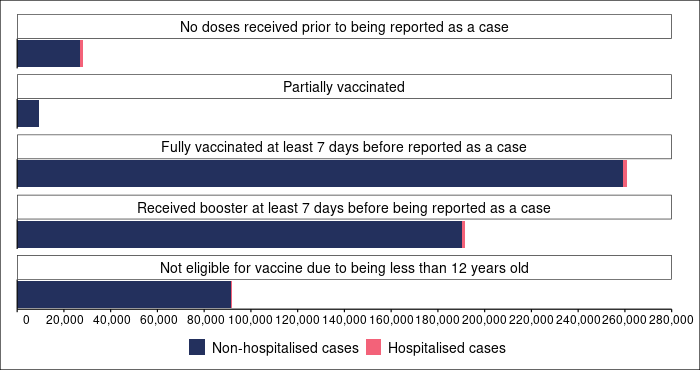 No doses received prior to being reported as a case
Partially vaccinated
Fully vaccinated at least 7 days before reported as a case
Received booster at least 7 days before being reported as a case
Not eligible for vaccine due to being less than 12 years old
0 20,000 40,000 60,000 80,000 100,000 120,000 140,000 160,000 180,000 200,000 220,000 240,000 260,000 280,000
Non-hospitalised cases Hospitalised cases